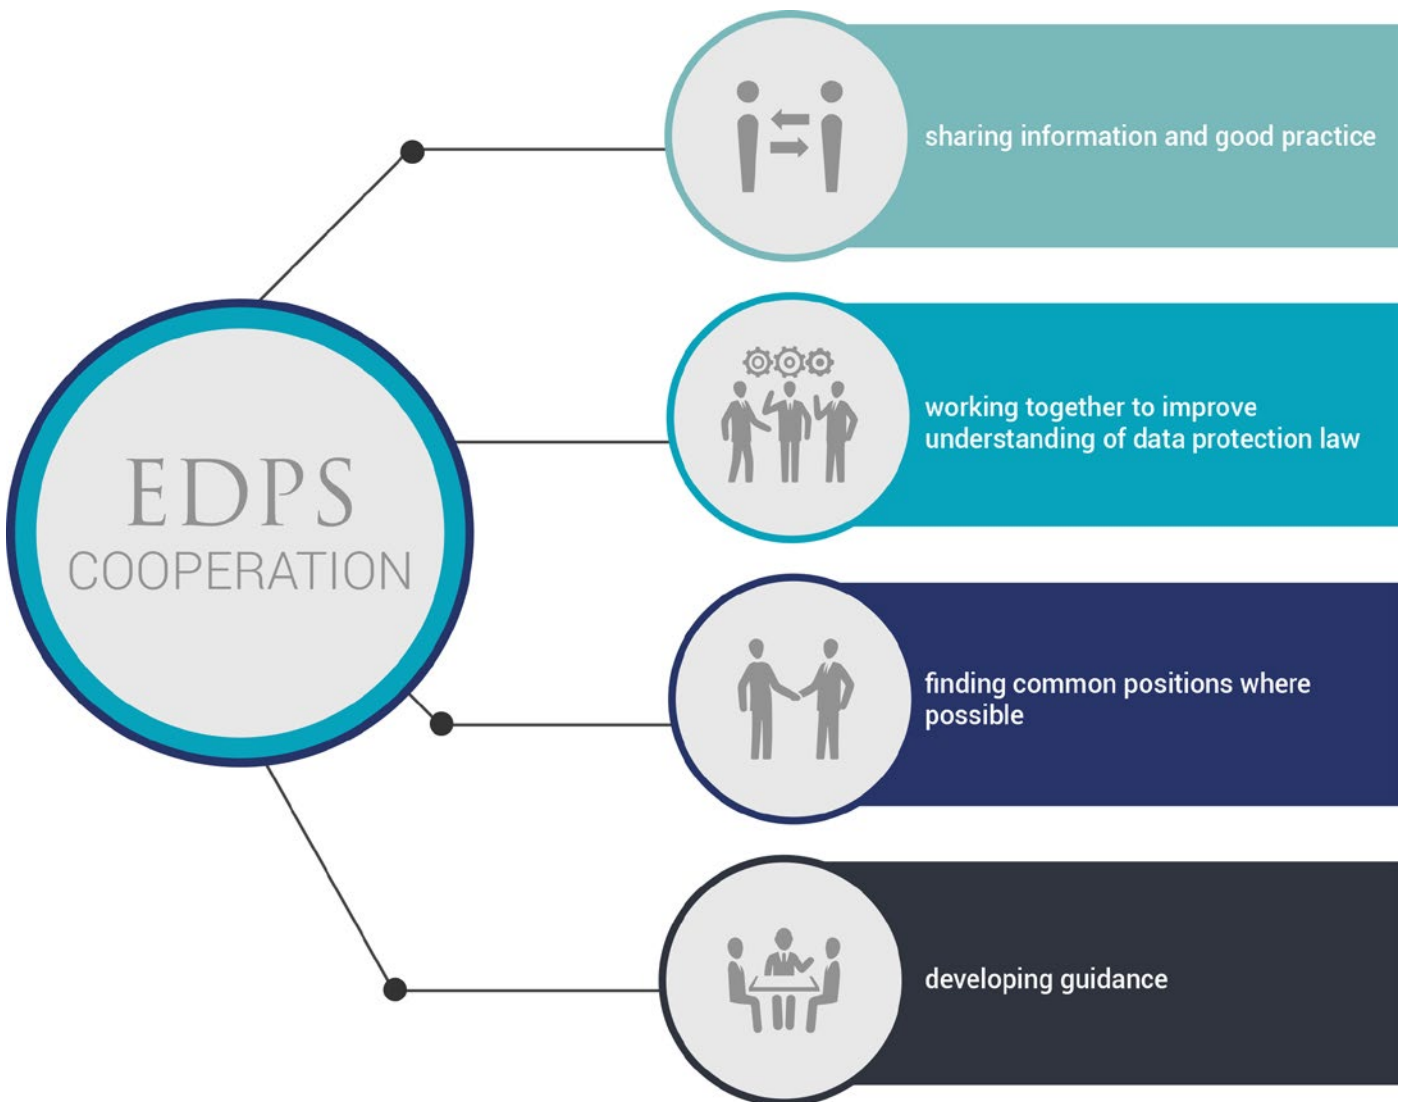 EDPS
COOPERATION
sharing information and good practice
working together to improve
understanding of data protection law
finding common positions where
possible
developing guidance